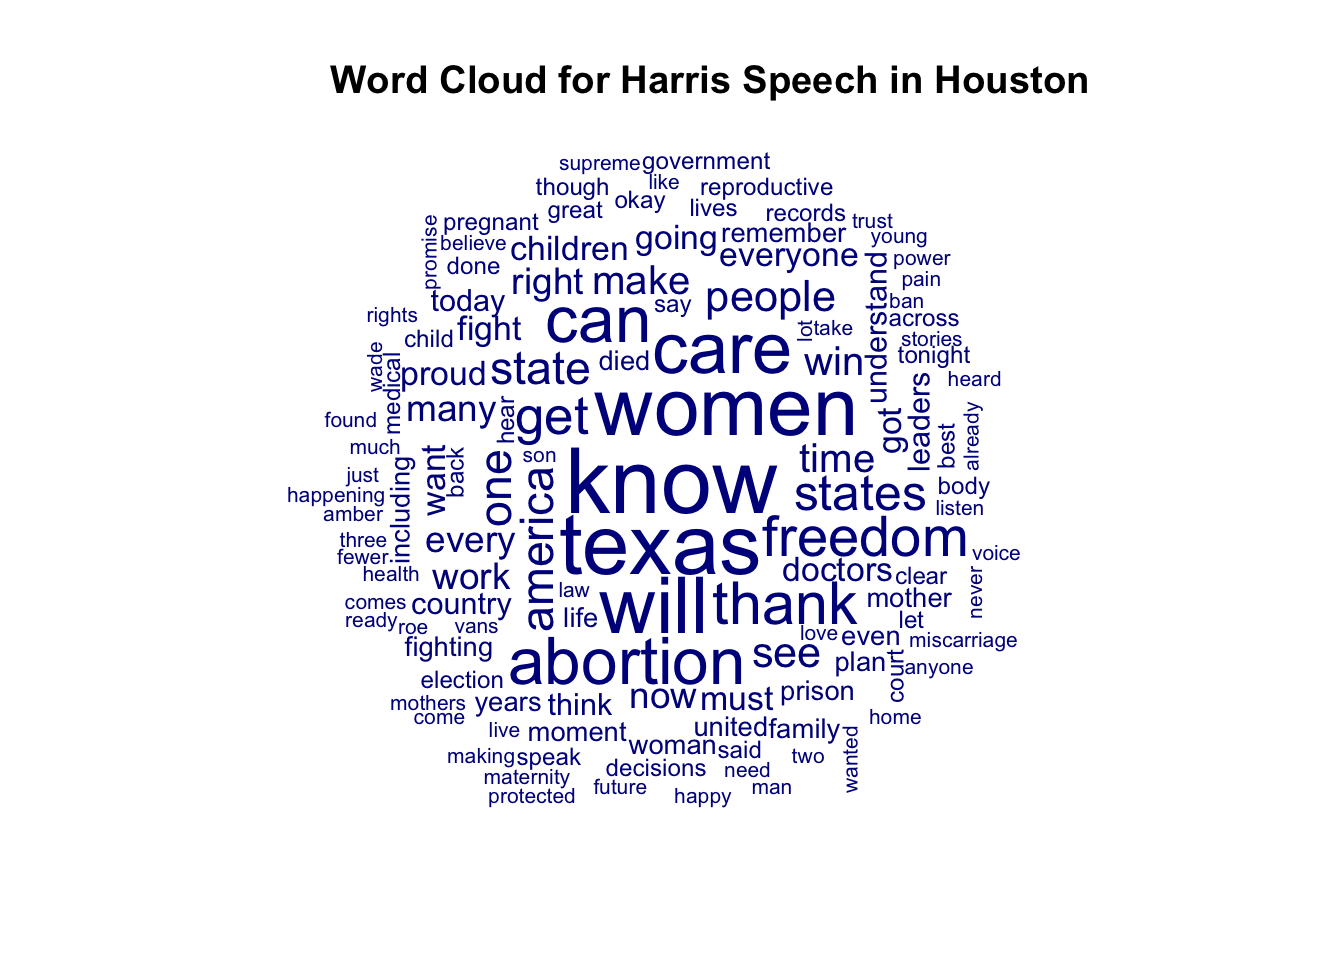 Word Cloud for Harris Speech in Houston
supreme government
though like reproductive
great okay lives records trust
promise pregnant going remember young
believe children everyone power
done right make understand pain
today say people ban
rights can lot take across
child fight stories
wade medical died care win tonight
proud state heard
found many hear get women got leaders best already
much want back son time
just one know states body
happening including america listen
amber
three every texas freedom voice
fewer
health work law doctors clear never
comes country life will thank mother
ready roe vans let
fighting love even miscarriage
election abortion see plan court anyone
mothers years think now must prison
come home
live moment united family
making speak woman said two wanted
maternity decisions need
protected future happy man